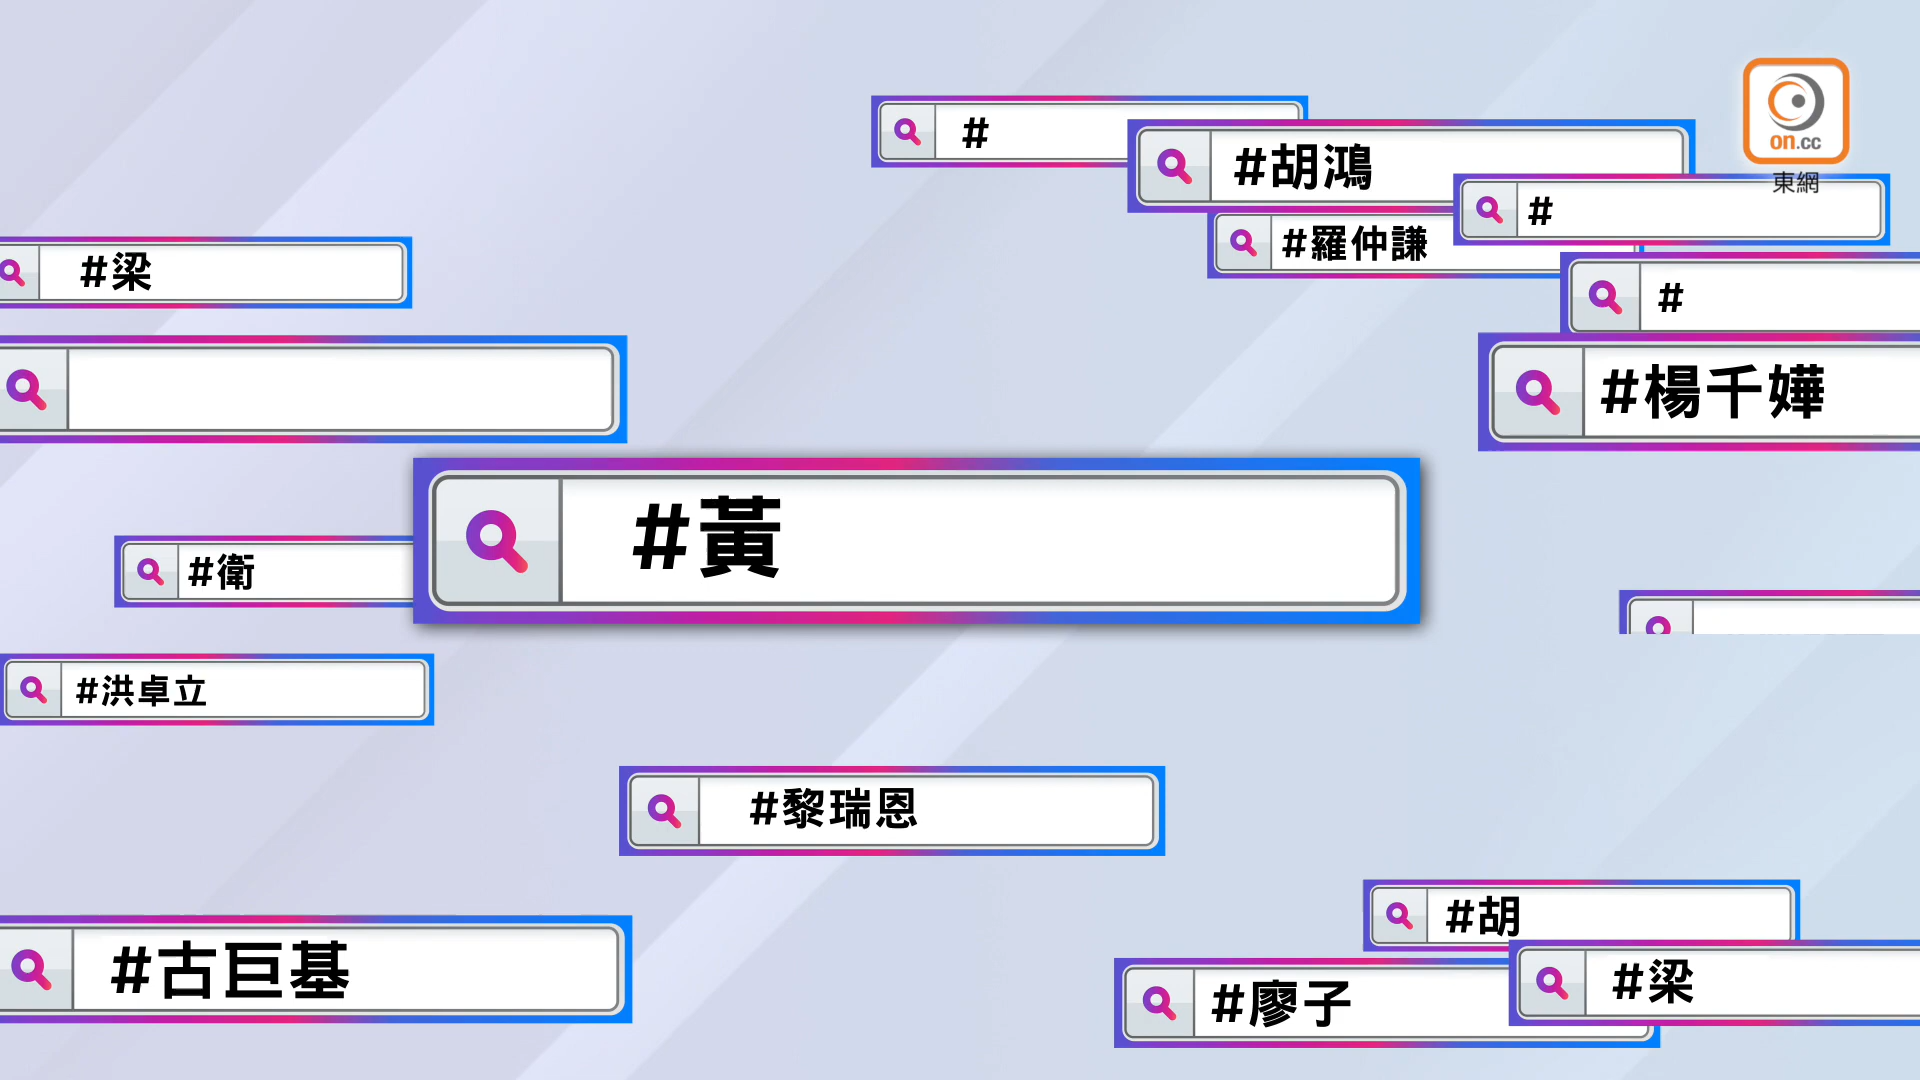 #
#胡鴻
on.cc
東網
#
#羅仲謙
#梁
#
#楊千嬅
#黃
#衛
#洪卓立
#黎瑞恩
#胡
#古巨基
#廖子
#梁